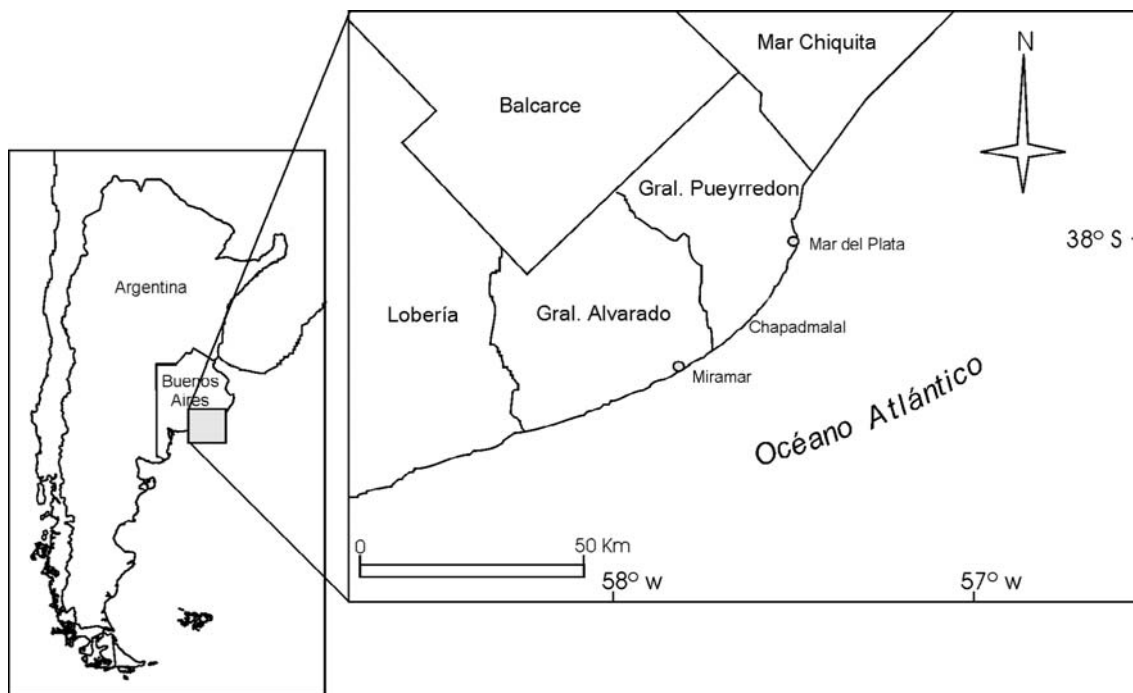 Mar Chiquita
N
Balcarce
Gral. Pueyrredon
Mar del Plata
38° S
Argentina
Lobería
Gral. Alvarado
Chapadmalal
Miramar
Buenos
Aires
Océano Atlántico
0
50 Km
58° w
57° w